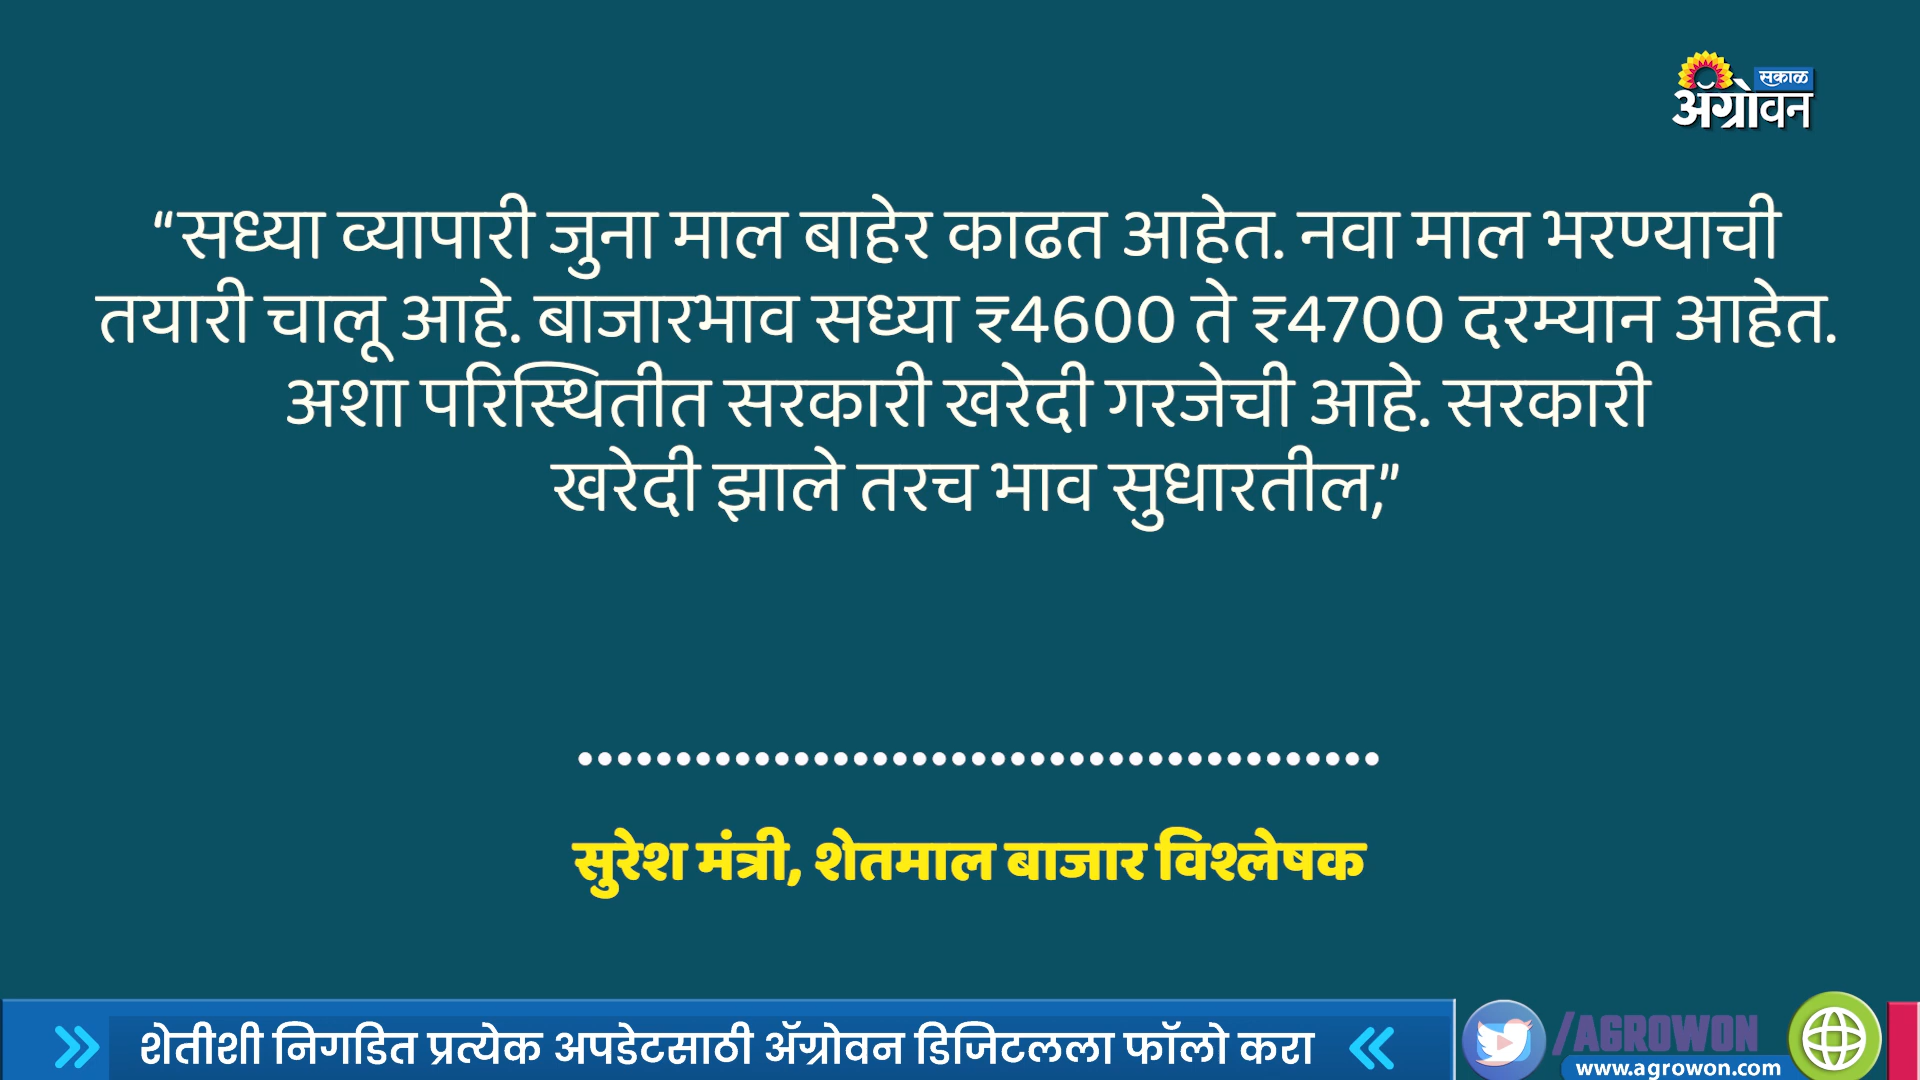 सकाळ
ॲग्रोवन
“सध्या व्यापारी जुना माल बाहेर काढत आहेत. नवा माल भरण्याची
तयारी चालू आहे. बाजारभाव सध्या ₹4600 ते ₹4700 दरम्यान आहेत.
अशा परिस्थितीत सरकारी खरेदी गरजेची आहे. सरकारी
खरेदी झाले तरच भाव सुधारतील,”
सुरेश मंत्री, शेतमाल बाजार विश्लेषक
शेतीशी निगडित प्रत्येक अपडेटसाठी ॲग्रोवन डिजिटलला फॉलो करा
/AGROWON
www.agrowon.com